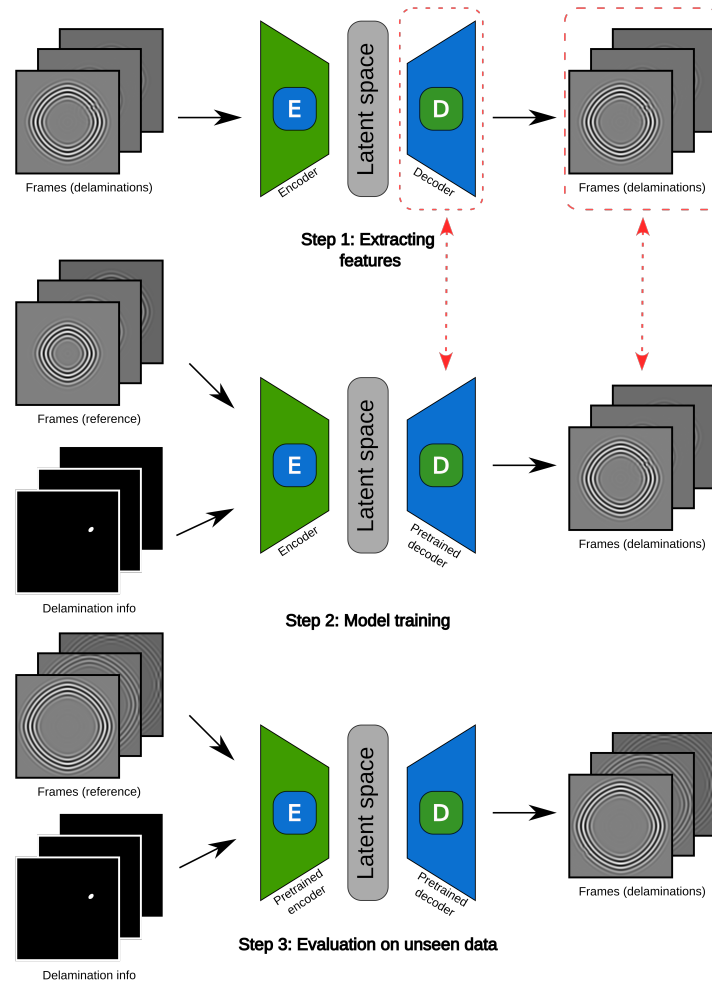 E
Latent space
D
Encoder
Decoder
Frames (delaminations)
Frames (delaminations)
Step 1: Extracting
features
Frames (reference)
E
Latent space
D
Encoder
Pretrained
decoder
Frames (delaminations)
Delamination info
Step 2: Model training
Frames (reference)
E
Latent space
D
Pretrained
encoder
Pretrained
decoder
Frames (delaminations)
Step 3: Evaluation on unseen data
Delamination info